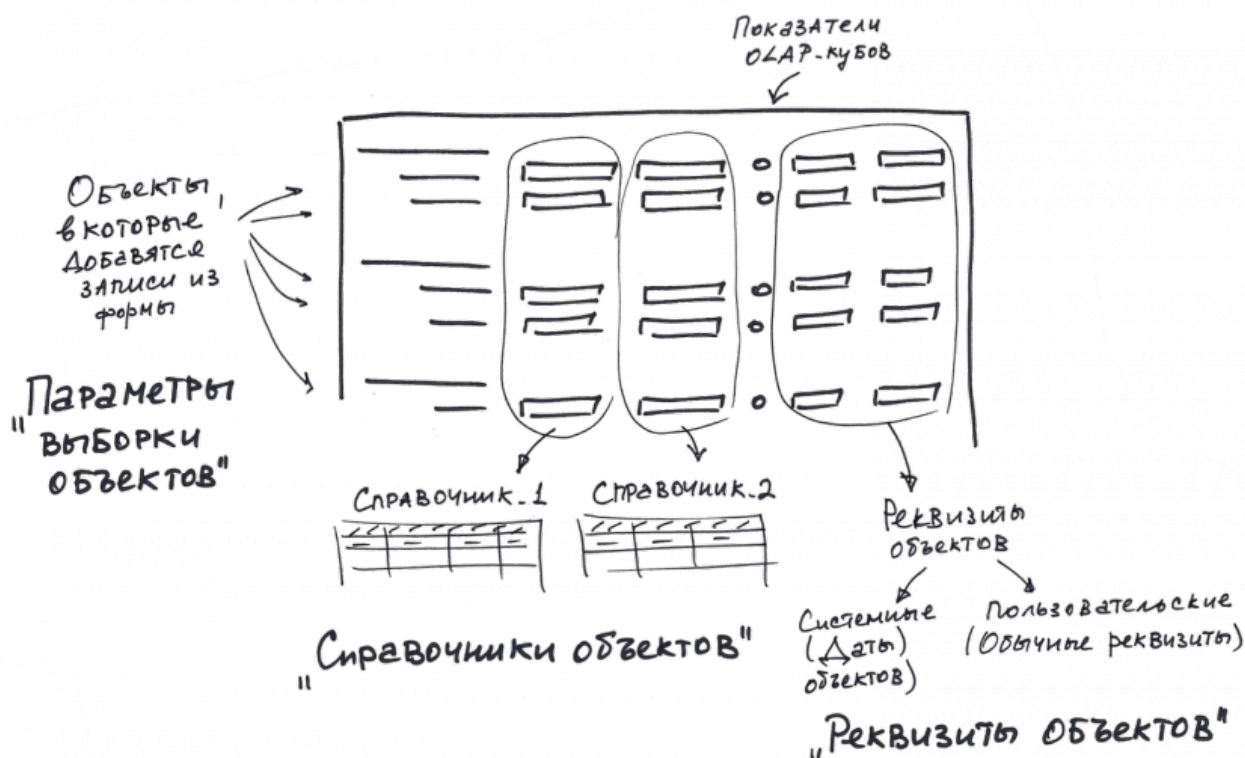 Показатели
OLAP-кубов
Объекты,
в которые
добавятся
записи из
формы
"Параметры
выборки
объектов"
Справочник_1
Справочник_2
"Справочники объектов"
Реквизиты
объектов
Системные
(Даты)
объектов)
Пользовательские
(Обычные реквизиты)
"Реквизиты объектов"